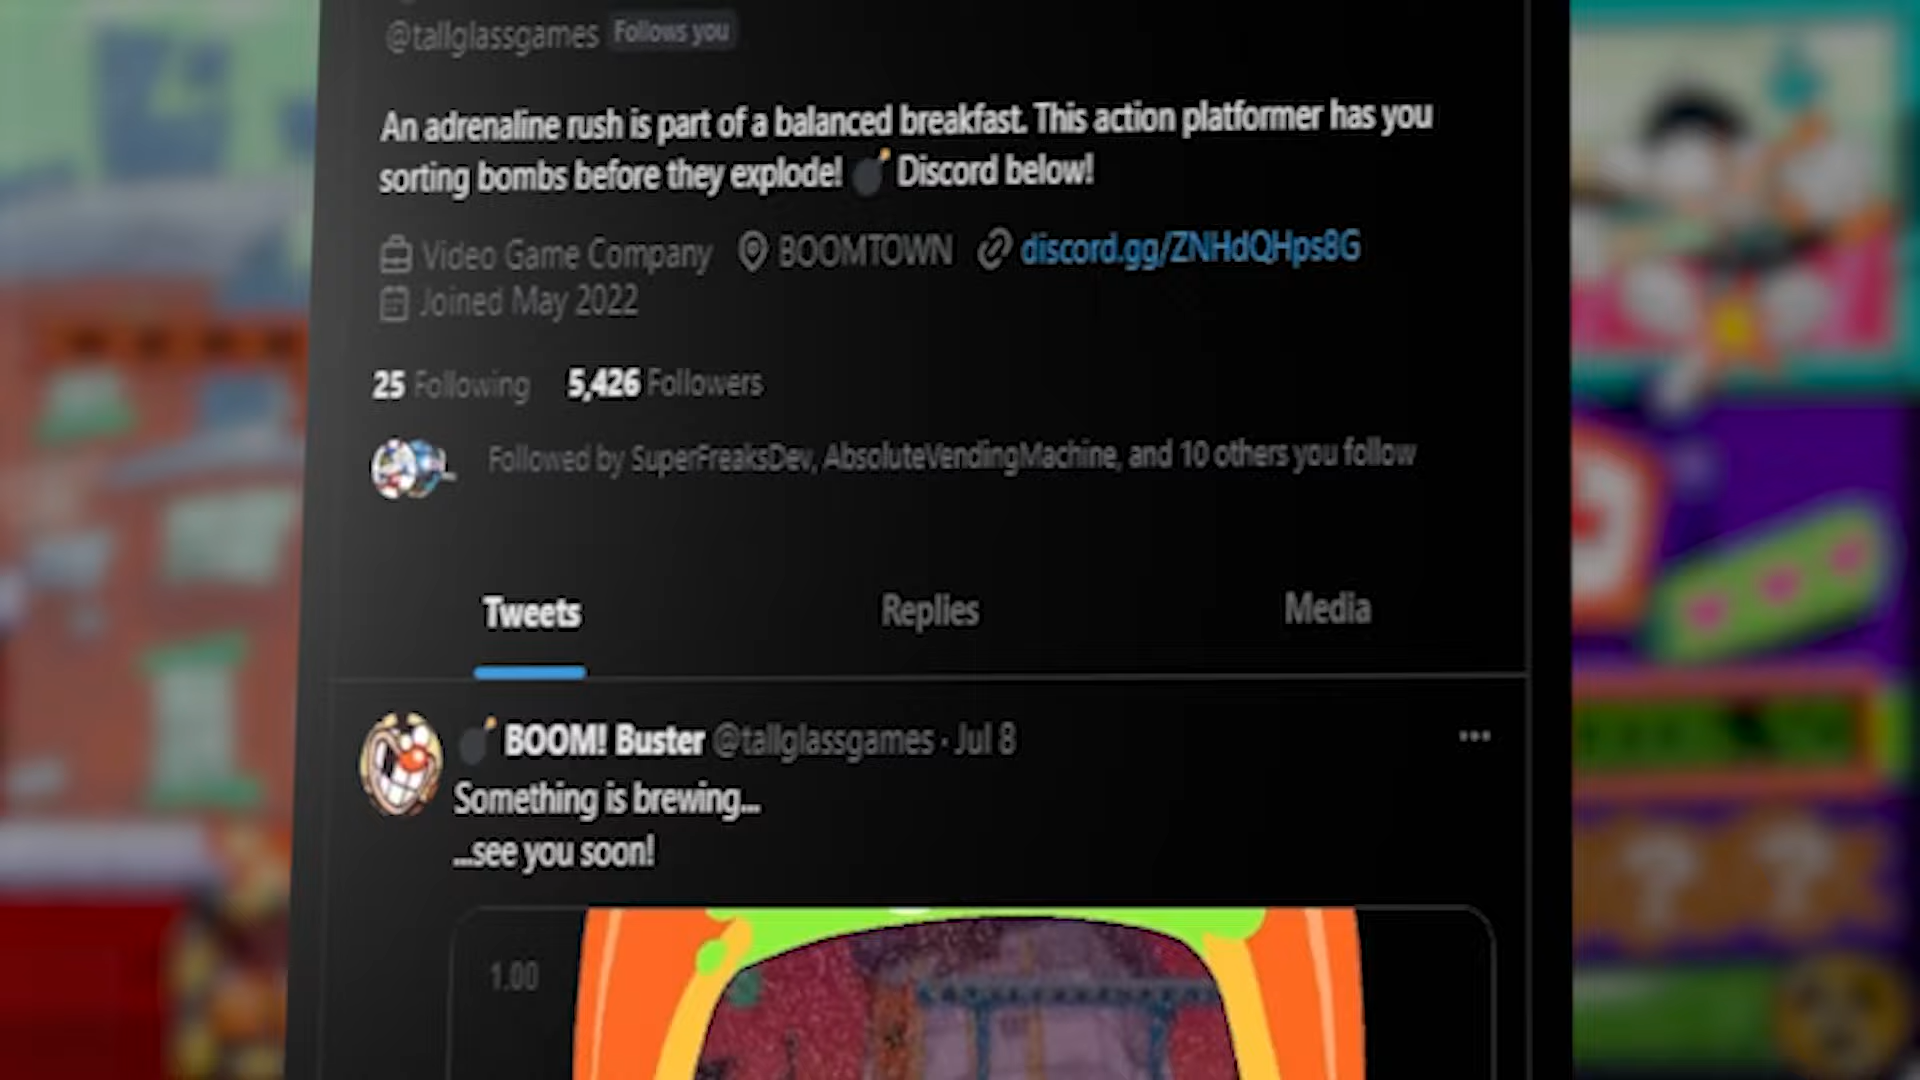 @tallglassgames Follows you
An adrenaline rush is part of a balanced breakfast. This action platformer has you
sorting bombs before they explode! 💣 Discord below!
Video Game Company BOOMTOWN discord.gg/ZNHdQHps8G
Joined May 2022
25 Following 5,426 Followers
Followed by SuperFreaksDev, AbsoluteVendingMachine, and 10 others you follow
Tweets Replies Media
💣 BOOM! Buster @tallglassgames · Jul 8
Something is brewing...
...see you soon!
1.00
? ?